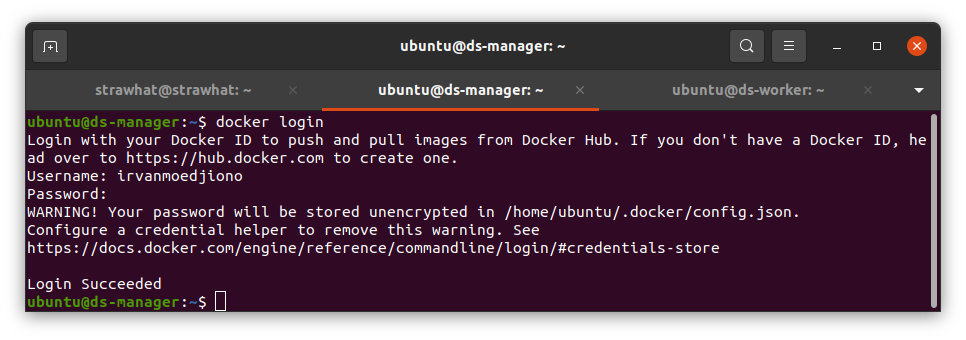 ubuntu@ds-manager: ~
strawhat@strawhat: ~
ubuntu@ds-manager: ~
ubuntu@ds-worker: ~
ubuntu@ds-manager:~$ docker login
Login with your Docker ID to push and pull images from Docker Hub. If you don't have a Docker ID, he
ad over to https://hub.docker.com to create one.
Username: irvanmoedjiono
Password:
WARNING! Your password will be stored unencrypted in /home/ubuntu/.docker/config.json.
Configure a credential helper to remove this warning. See
https://docs.docker.com/engine/reference/commandline/login/#credentials-store
Login Succeeded
ubuntu@ds-manager:~$